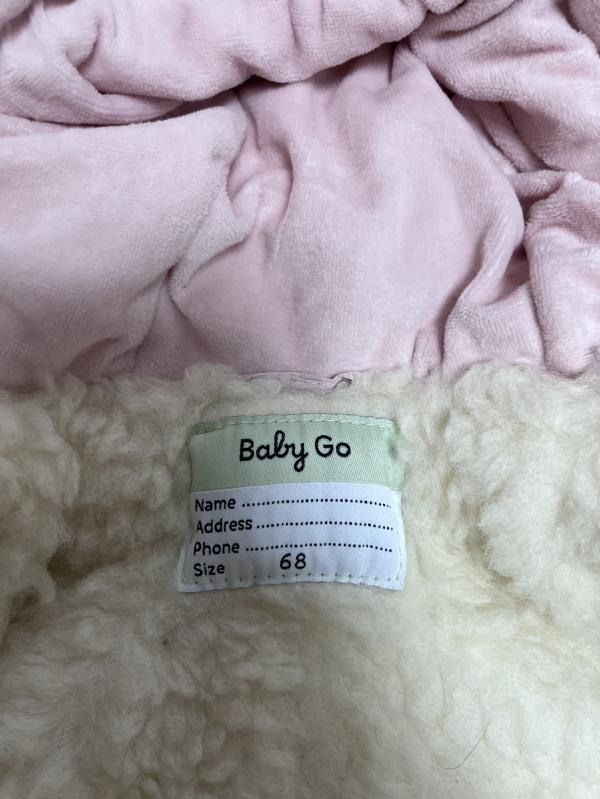 Baby Go
Name ........................................
Address .....................................
Phone ........................................
Size 68